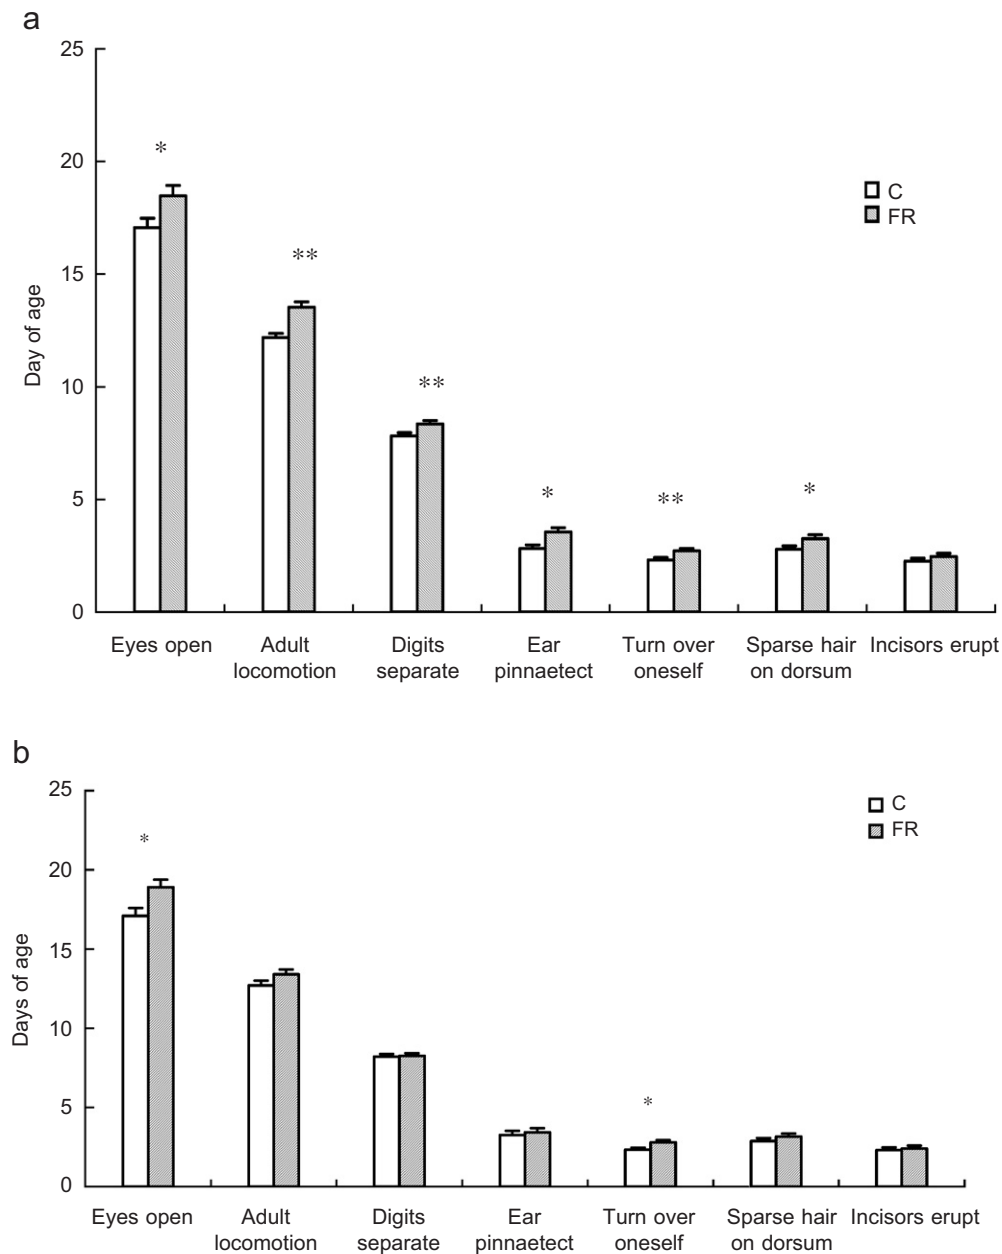 a
25
20
15
10
5
0
Day of age
*
**
**
*
**
*
C
FR
Eyes open
Adult
locomotion
Digits
separate
Ear
pinnaetect
Turn over
oneself
Sparse hair
on dorsum
Incisors erupt
b
25
20
15
10
5
0
Days of age
*
*
C
FR
Eyes open
Adult
locomotion
Digits
separate
Ear
pinnaetect
Turn over
oneself
Sparse hair
on dorsum
Incisors erupt